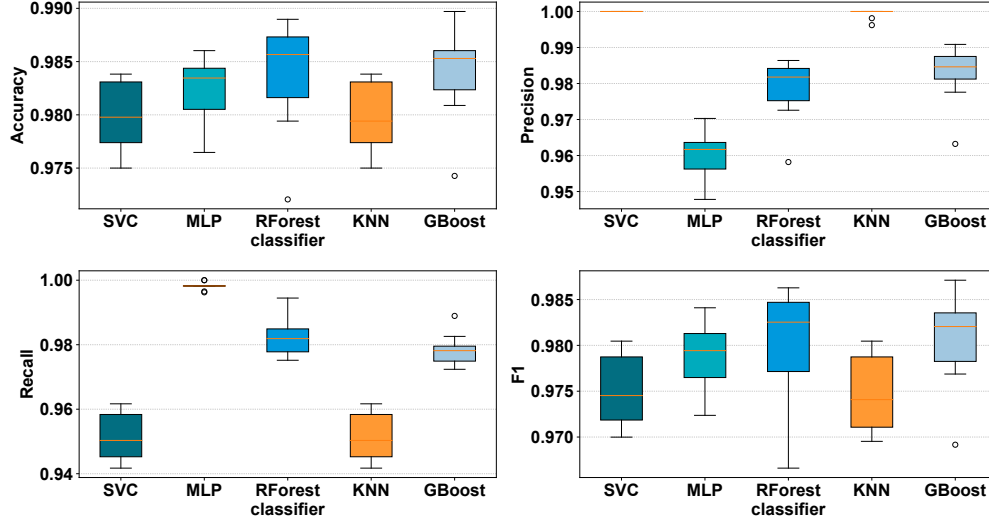 Accuracy
0.990
0.985
0.980
0.975
SVC MLP RForest KNN GBoost
classifier
Precision
1.00
0.99
0.98
0.97
0.96
0.95
SVC MLP RForest KNN GBoost
classifier
Recall
1.00
0.98
0.96
0.94
SVC MLP RForest KNN GBoost
classifier
F1
0.985
0.980
0.975
0.970
SVC MLP RForest KNN GBoost
classifier